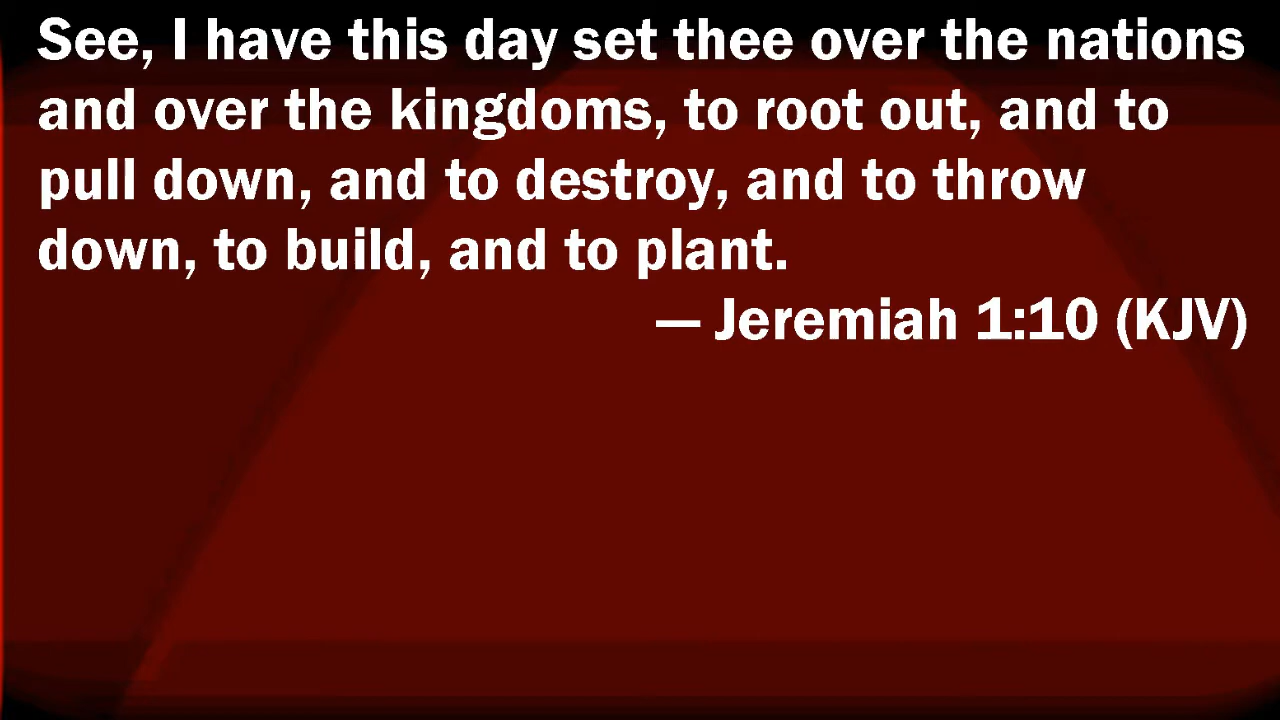 See, I have this day set thee over the nations
and over the kingdoms, to root out, and to
pull down, and to destroy, and to throw
down, to build, and to plant.
— Jeremiah 1:10 (KJV)